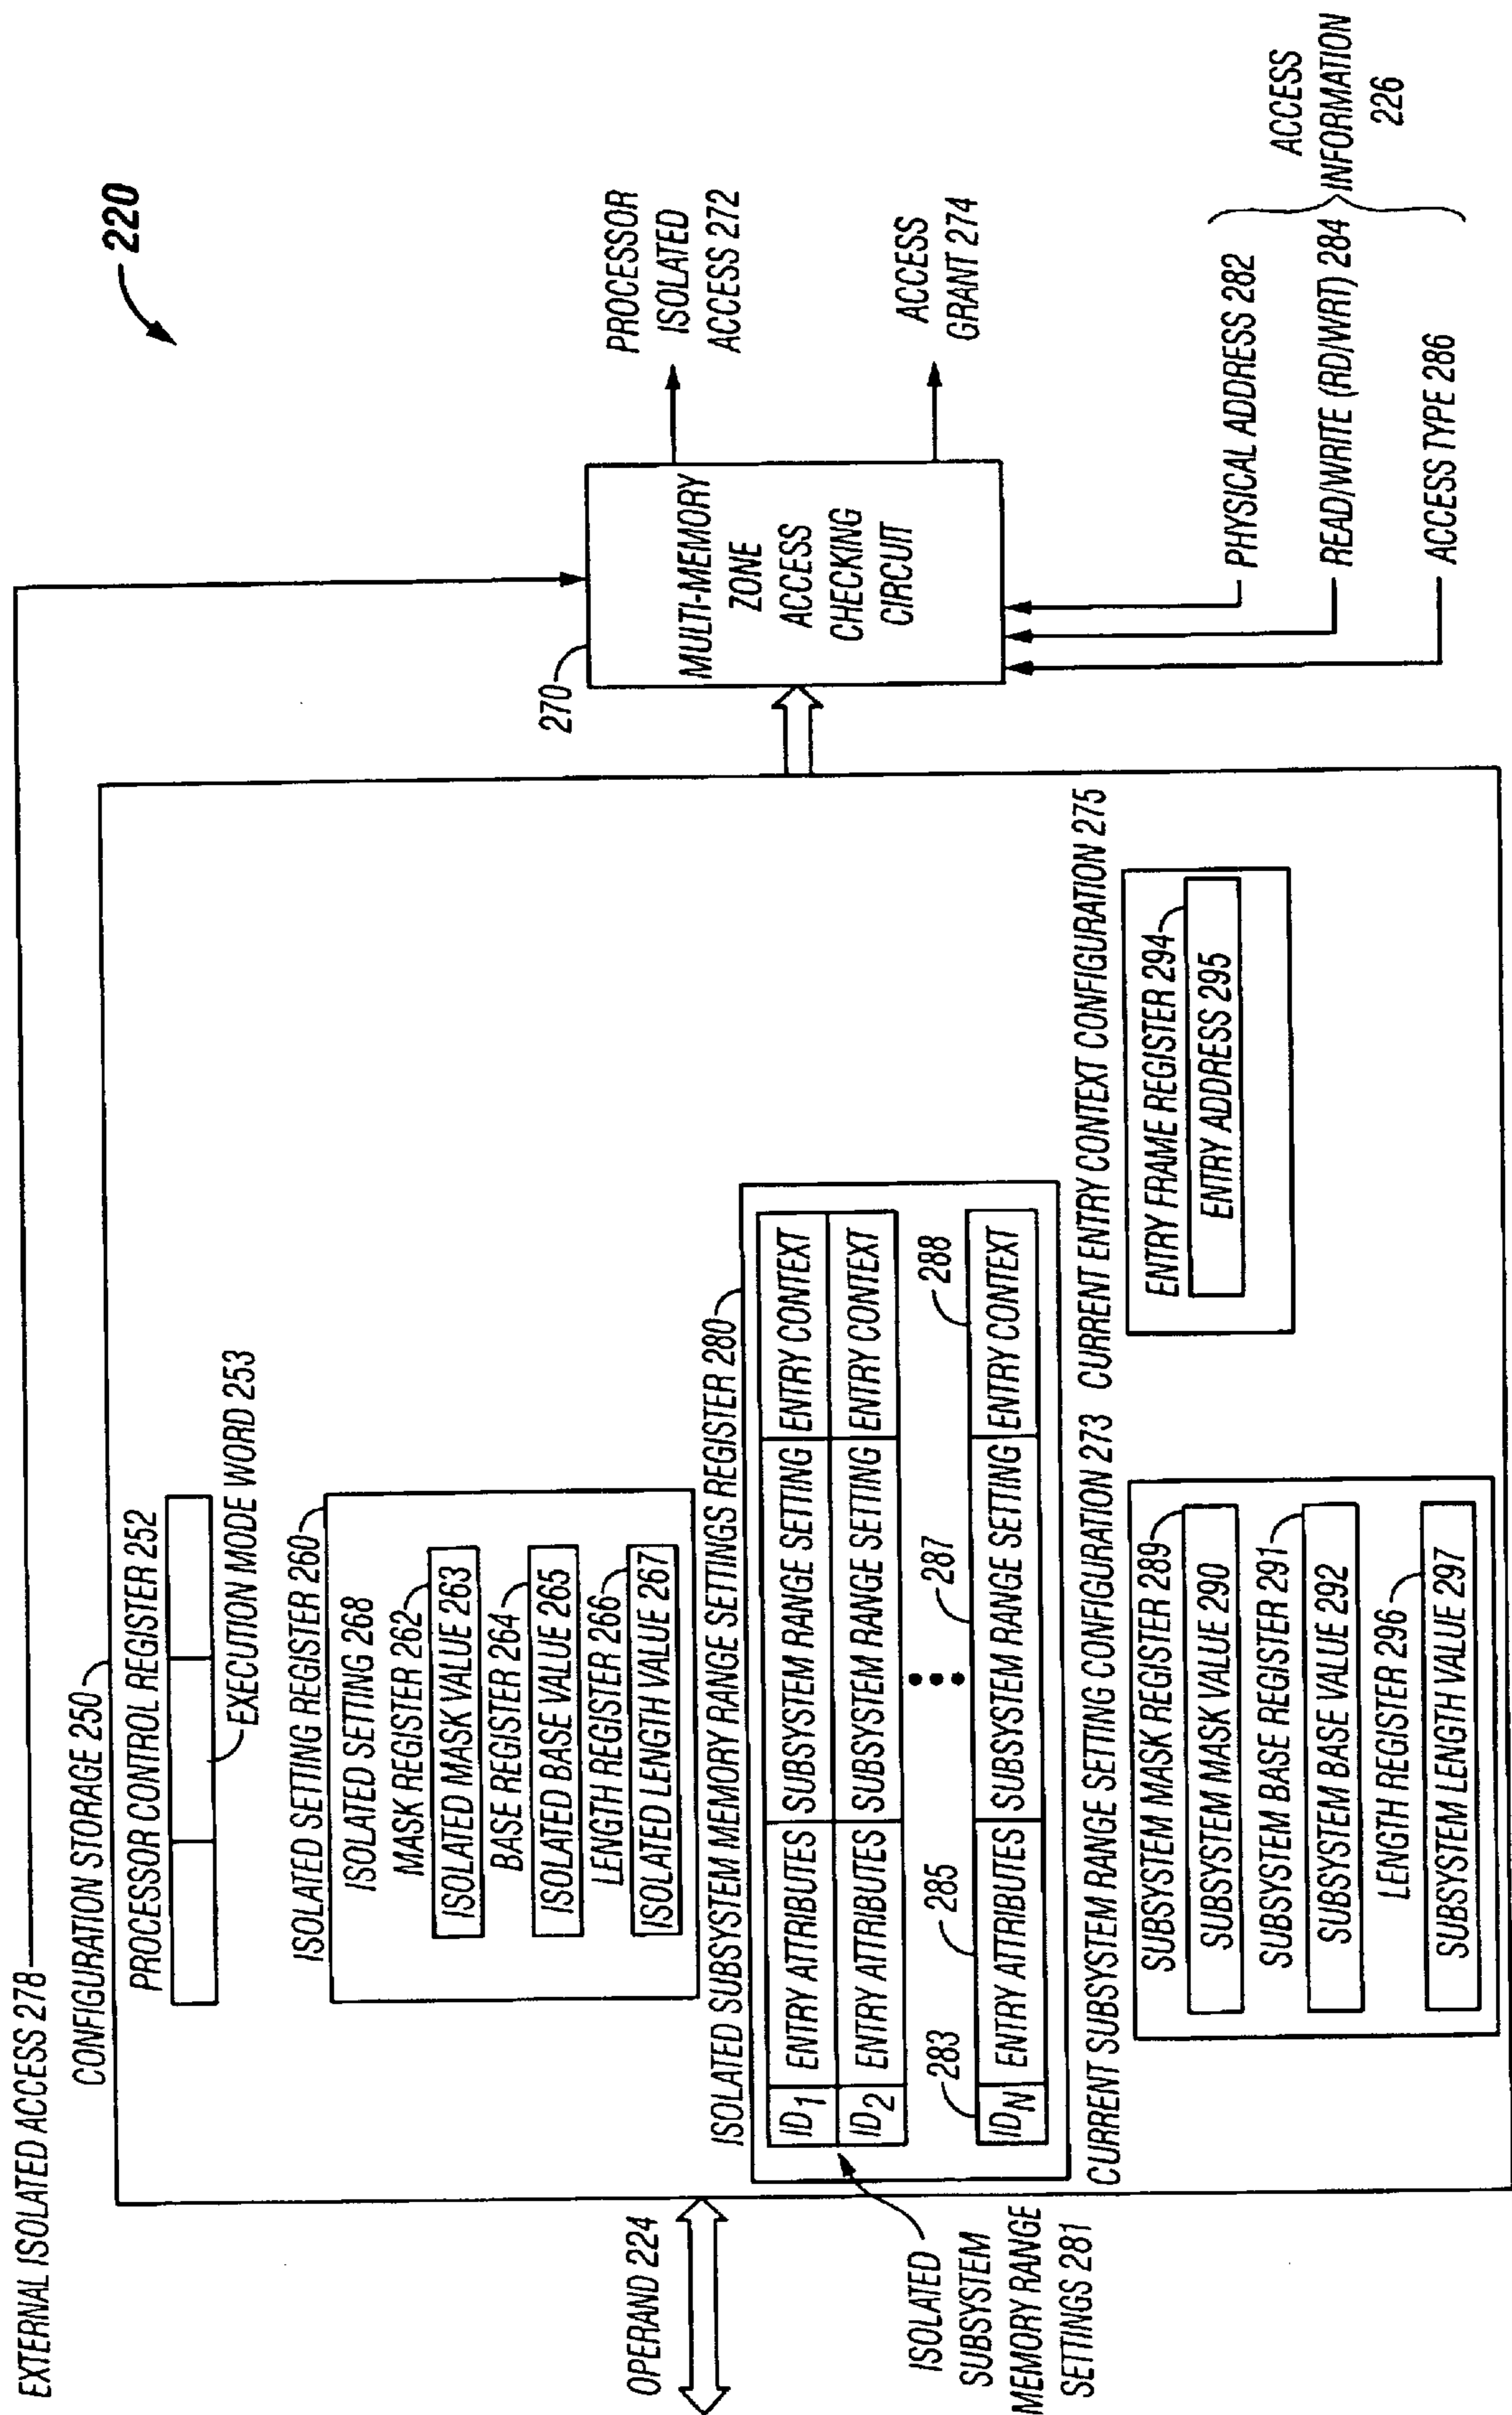 EXTERNAL ISOLATED ACCESS 278
220
CONFIGURATION STORAGE 250
PROCESSOR CONTROL REGISTER 252
EXECUTION MODE WORD 253
ISOLATED SETTING REGISTER 260
ISOLATED SETTING 268
MASK REGISTER 262
ISOLATED MASK VALUE 263
BASE REGISTER 264
ISOLATED BASE VALUE 265
LENGTH REGISTER 266
ISOLATED LENGTH VALUE 267
OPERAND 224
ISOLATED SUBSYSTEM MEMORY RANGE SETTINGS REGISTER 280
ID1 ENTRY ATTRIBUTES SUBSYSTEM RANGE SETTING ENTRY CONTEXT
ID2 ENTRY ATTRIBUTES SUBSYSTEM RANGE SETTING ENTRY CONTEXT
283 285 287 288
IDN ENTRY ATTRIBUTES SUBSYSTEM RANGE SETTING ENTRY CONTEXT
ISOLATED
SUBSYSTEM
MEMORY RANGE
SETTINGS 281
CURRENT SUBSYSTEM RANGE SETTING CONFIGURATION 273
SUBSYSTEM MASK REGISTER 289
SUBSYSTEM MASK VALUE 290
SUBSYSTEM BASE REGISTER 291
SUBSYSTEM BASE VALUE 292
LENGTH REGISTER 296
SUBSYSTEM LENGTH VALUE 297
CURRENT ENTRY CONTEXT CONFIGURATION 275
ENTRY FRAME REGISTER 294
ENTRY ADDRESS 295
270
MULTI-MEMORY
ZONE
ACCESS
CHECKING
CIRCUIT
PROCESSOR
ISOLATED
ACCESS 272
ACCESS
GRANT 274
PHYSICAL ADDRESS 282
READ/WRITE (RD/WRT) 284
ACCESS TYPE 286
ACCESS
INFORMATION
226